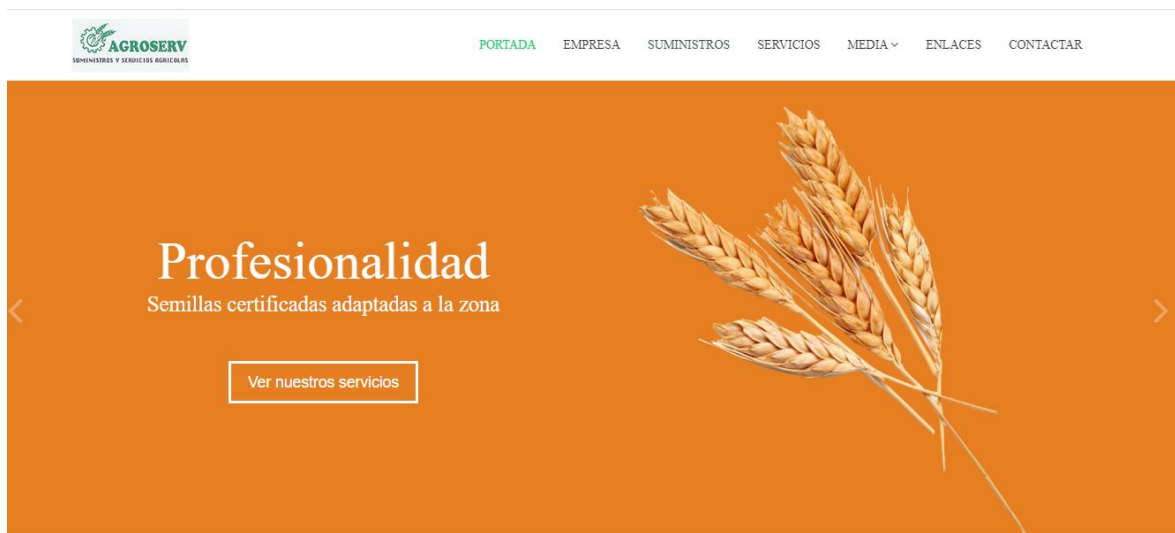 AGROSERV
SUMINISTROS Y SERVICIOS AGRICOLAS
PORTADA EMPRESA SUMINISTROS SERVICIOS MEDIA ENLACES CONTACTAR
Profesionalidad
Semillas certificadas adaptadas a la zona
Ver nuestros servicios